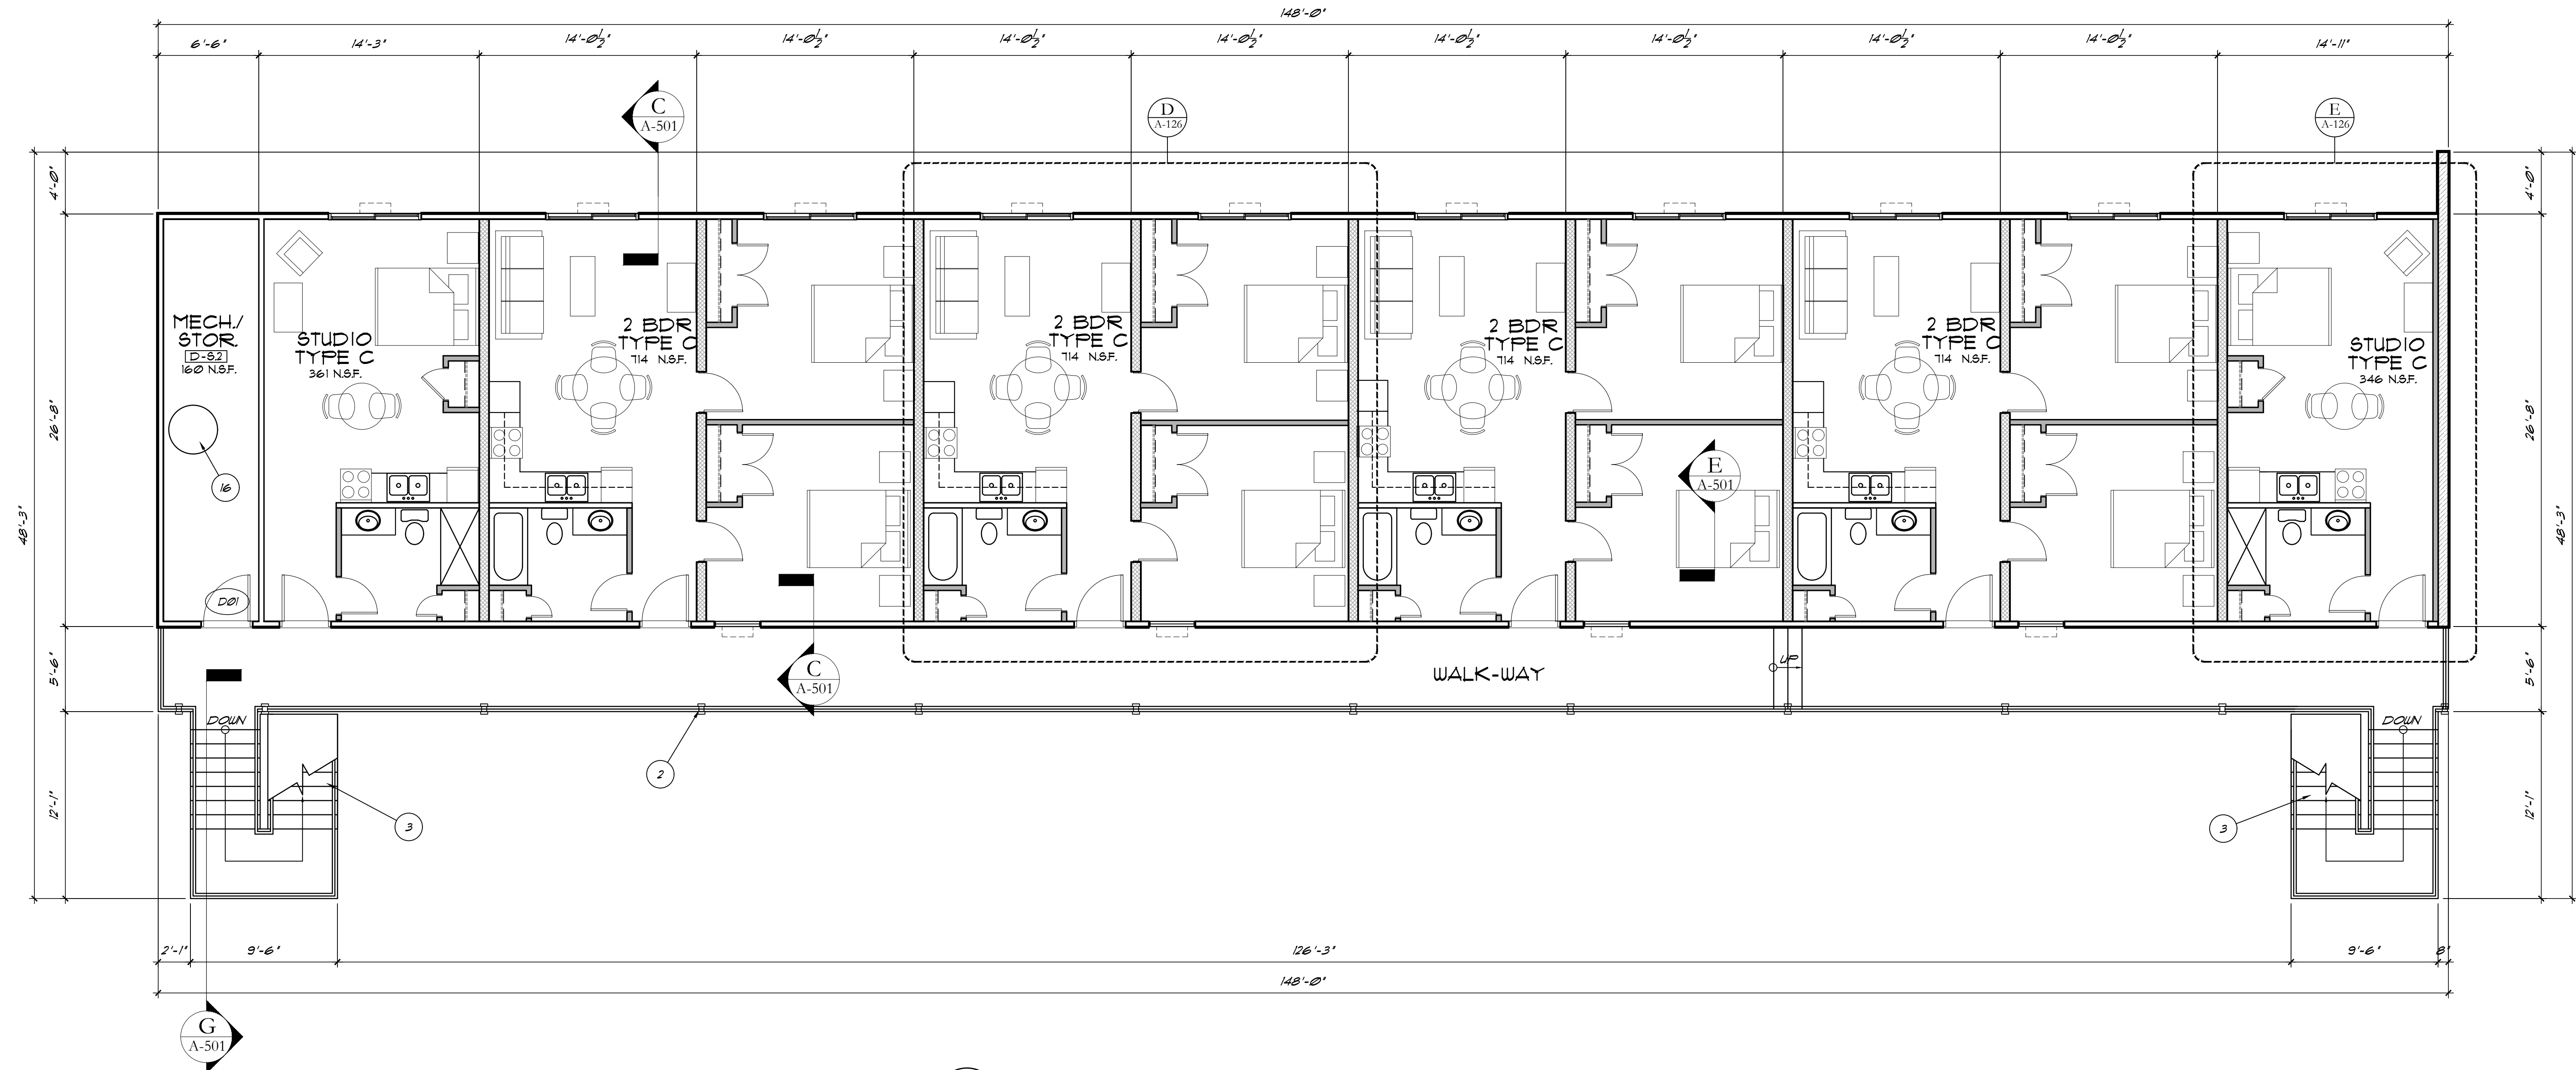 148'-0"
6'-6" 14'-3" 14'-0½" 14'-0½" 14'-0½" 14'-0½" 14'-0½" 14'-0½" 14'-0½" 14'-0½" 14'-11"
C
A-501
D
A-126
E
A-126
4'-0"
4'-0"
MECH./
STOR.
D-S.2
160 N.S.F.
STUDIO
TYPE C
361 N.S.F.
2 BDR
TYPE C
714 N.S.F.
2 BDR
TYPE C
714 N.S.F.
2 BDR
TYPE C
714 N.S.F.
2 BDR
TYPE C
714 N.S.F.
STUDIO
TYPE C
346 N.S.F.
26'-8"
26'-8"
16
E
A-501
48'-3"
48'-3"
D01
5'-6"
C
A-501
WALK-WAY
UP
5'-6"
DOWN
DOWN
2
12'-1"
3
3
12'-1"
2'-1" 9'-6" 126'-3" 9'-6" 8"
148'-0"
G
A-501